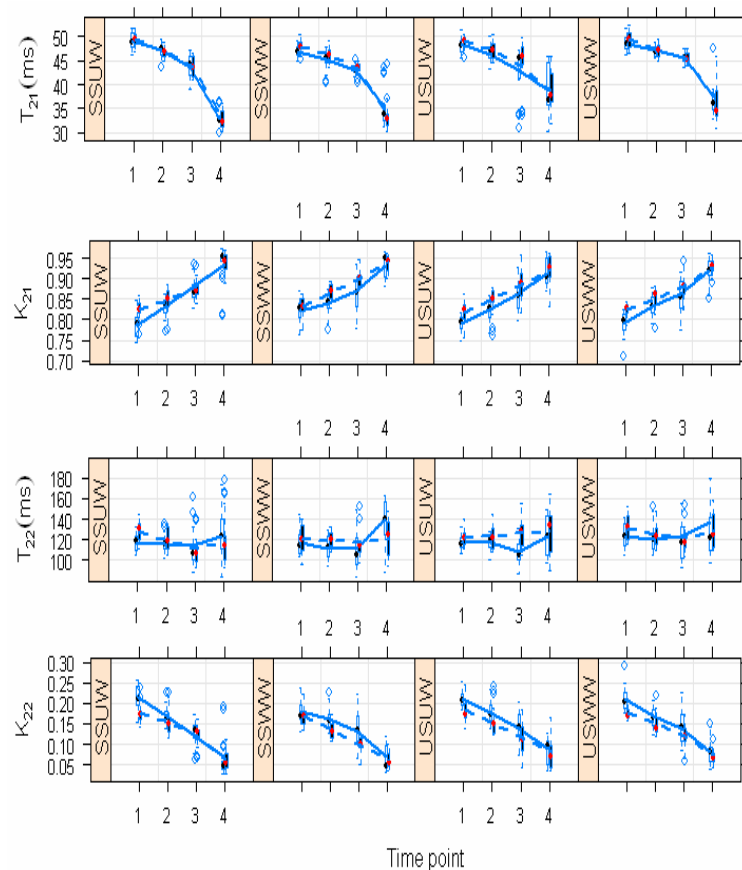 T21(ms)
50
45
40
35
30
SSUW
SSWW
USUW
USWW
1 2 3 4
1 2 3 4
1 2 3 4
1 2 3 4
K21
0.95
0.90
0.85
0.80
0.75
0.70
SSUW
SSWW
USUW
USWW
1 2 3 4
1 2 3 4
1 2 3 4
1 2 3 4
T22(ms)
180
160
140
120
100
SSUW
SSWW
USUW
USWW
1 2 3 4
1 2 3 4
1 2 3 4
1 2 3 4
K22
0.30
0.25
0.20
0.15
0.10
0.05
SSUW
SSWW
USUW
USWW
1 2 3 4
1 2 3 4
1 2 3 4
1 2 3 4
Time point